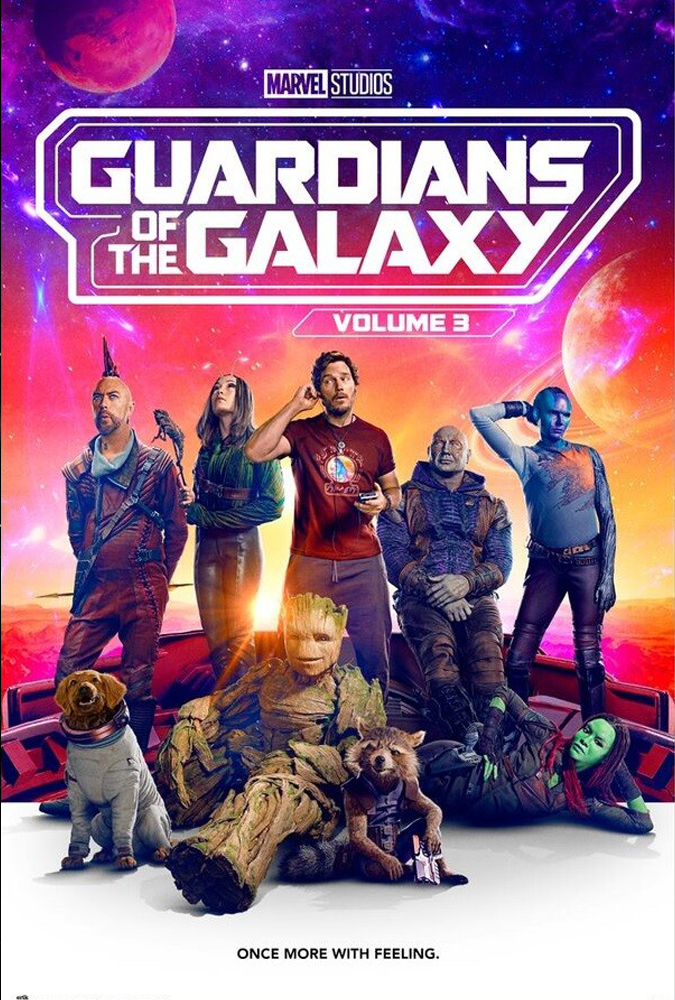 MARVEL STUDIOS
GUARDIANS
OF THE GALAXY
VOLUME 3
ONCE MORE WITH FEELING.